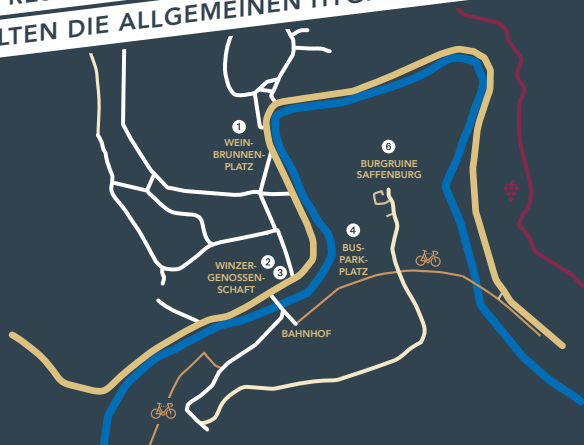 LTEN DIE ALLGEMEINEN
1
WEIN-
BRUNNEN-
PLATZ
6
BURGRUINE
SAFFENBURG
4
BUS-
PARK-
PLATZ
WINZER- 2
GENOSSEN- 3
SCHAFT
BAHNHOF